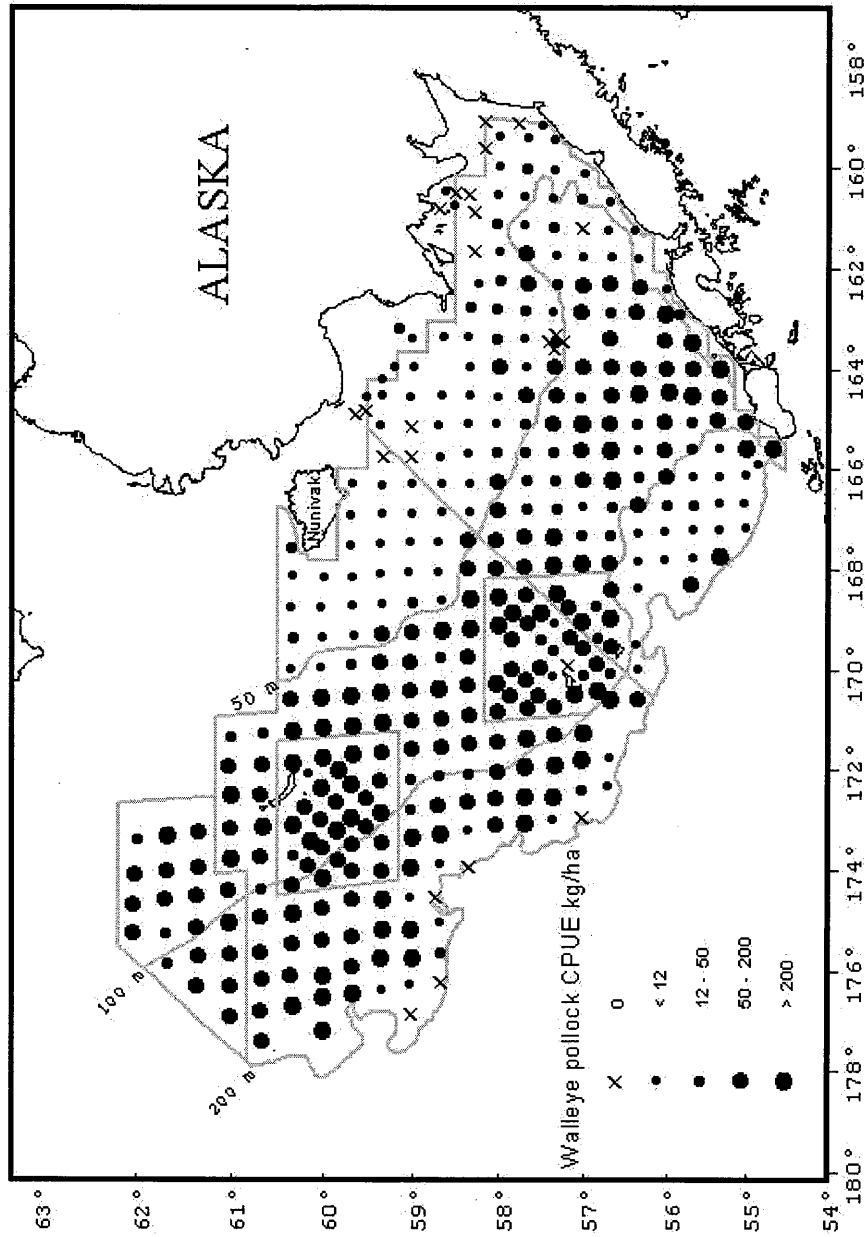 ALASKA
Nunivak
50 m
100 m
200 m
Walleye pollock CPUE kg/ha
0
< 12
12 - 50
50 - 200
> 200
63°
62°
61°
60°
59°
58°
57°
56°
55°
54°
180° 178° 176° 174° 172° 170° 168° 166° 164° 162° 160° 158°